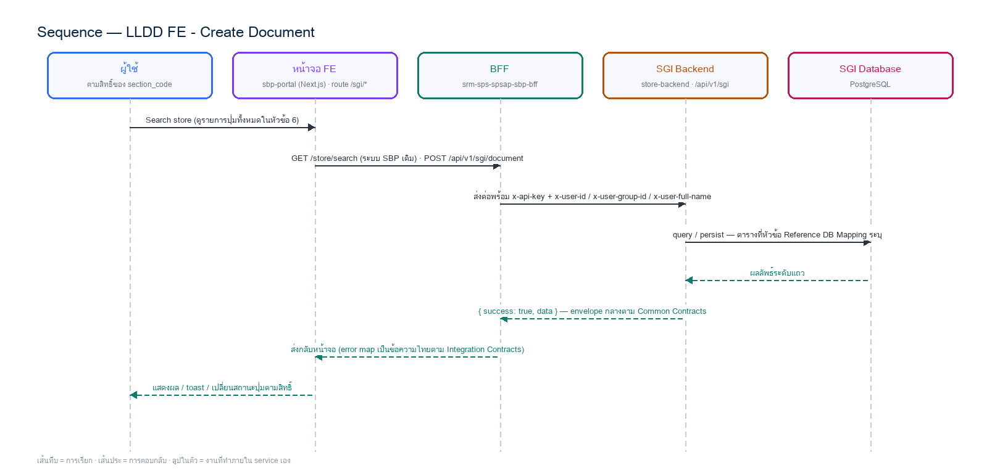 Sequence — LLDD FE - Create Document
ผู้ใช้
ตามสิทธิ์ของ section_code
หน้าจอ FE
sbp-portal (Next.js) · route /sgi/*
BFF
srm-sps-spsap-sbp-bff
SGI Backend
store-backend · /api/v1/sgi
SGI Database
PostgreSQL
Search store (ดูรายการปุ่มทั้งหมดในหัวข้อ 6)
GET /store/search (ระบบ SBP เดิม) · POST /api/v1/sgi/document
ส่งต่อพร้อม x-api-key + x-user-id / x-user-group-id / x-user-full-name
query / persist — ตารางที่หัวข้อ Reference DB Mapping ระบุ
ผลลัพธ์ระดับแถว
{ success: true, data } — envelope กลางตาม Common Contracts
ส่งกลับหน้าจอ (error map เป็นข้อความไทยตาม Integration Contracts)
แสดงผล / toast / เปลี่ยนสถานะปุ่มตามสิทธิ์
เส้นทึบ = การเรียก · เส้นประ = การตอบกลับ · ลูปในตัว = งานที่ทำภายใน service เอง